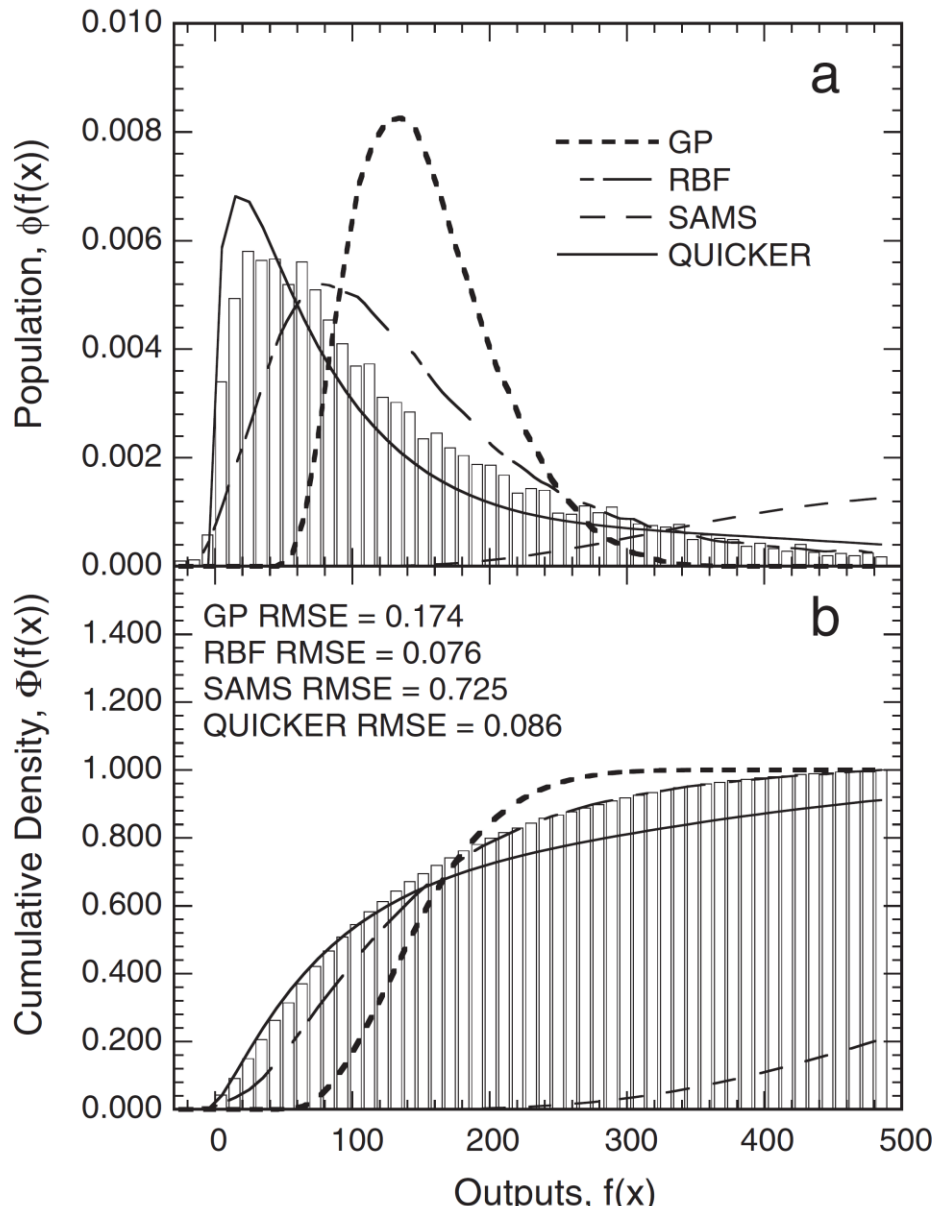 0.010
0.008
0.006
0.004
0.002
0.000
Population, ϕ(f(x))
a
GP
RBF
SAMS
QUICKER
b
GP RMSE = 0.174
RBF RMSE = 0.076
SAMS RMSE = 0.725
QUICKER RMSE = 0.086
1.400
1.200
1.000
0.800
0.600
0.400
0.200
0.000
Cumulative Density, Φ(f(x))
0 100 200 300 400 500
Outputs, f(x)